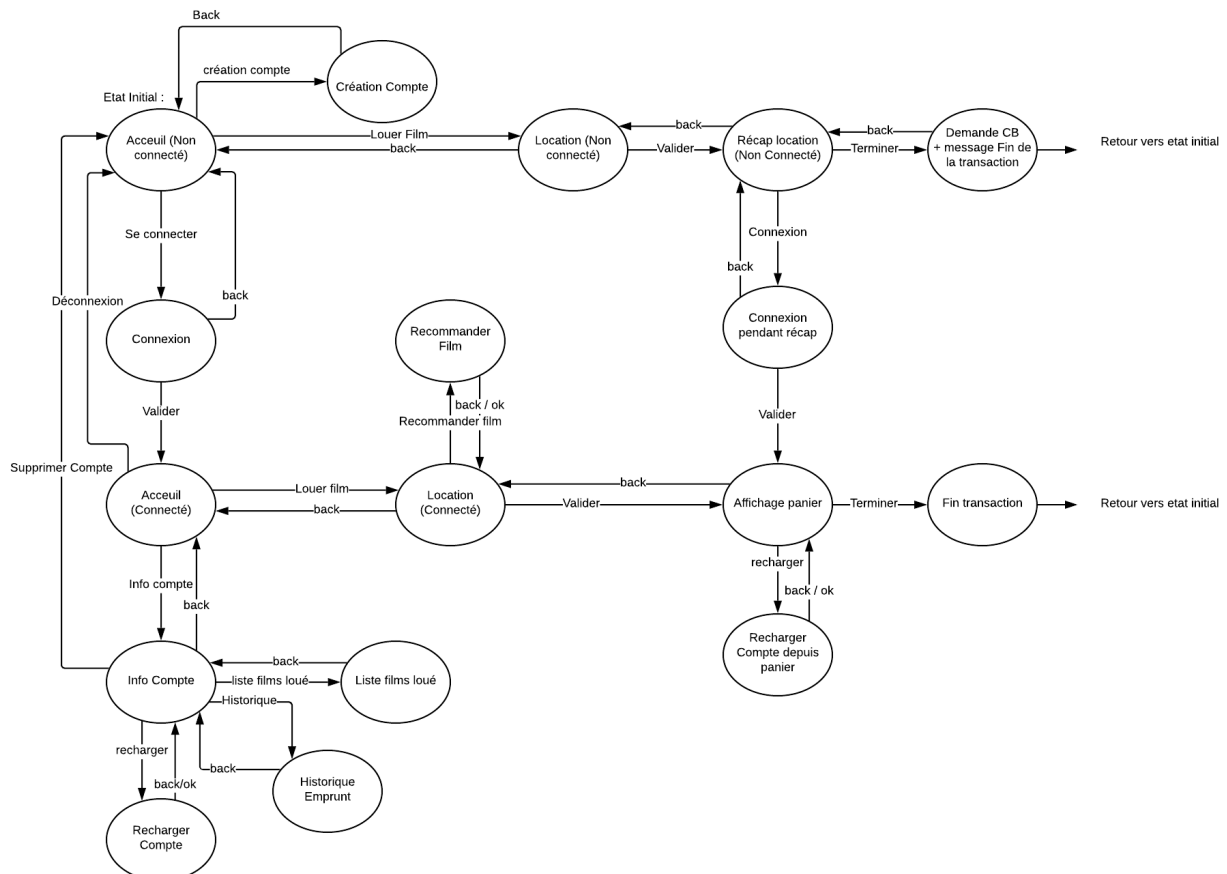 Back
création compte
Création Compte
Etat Initial :
Acceuil (Non
connecté)
Louer Film
back
Location (Non
connecté)
back
Valider
Récap location
(Non Connecté)
back
Terminer
Demande CB
+ message Fin de
la transaction
Retour vers etat initial
Se connecter
back
Connexion
back
Déconnexion
Connexion
Recommander
Film
Connexion
pendant récap
back / ok
Recommander film
Valider
Valider
Supprimer Compte
Acceuil
(Connecté)
Louer film
back
Location
(Connecté)
back
Valider
Affichage panier
Terminer
Fin transaction
Retour vers etat initial
Info compte
back
recharger
back / ok
Recharger
Compte depuis
panier
Info Compte
back
liste films loué
Liste films loué
Historique
recharger
back
back/ok
Historique
Emprunt
Recharger
Compte